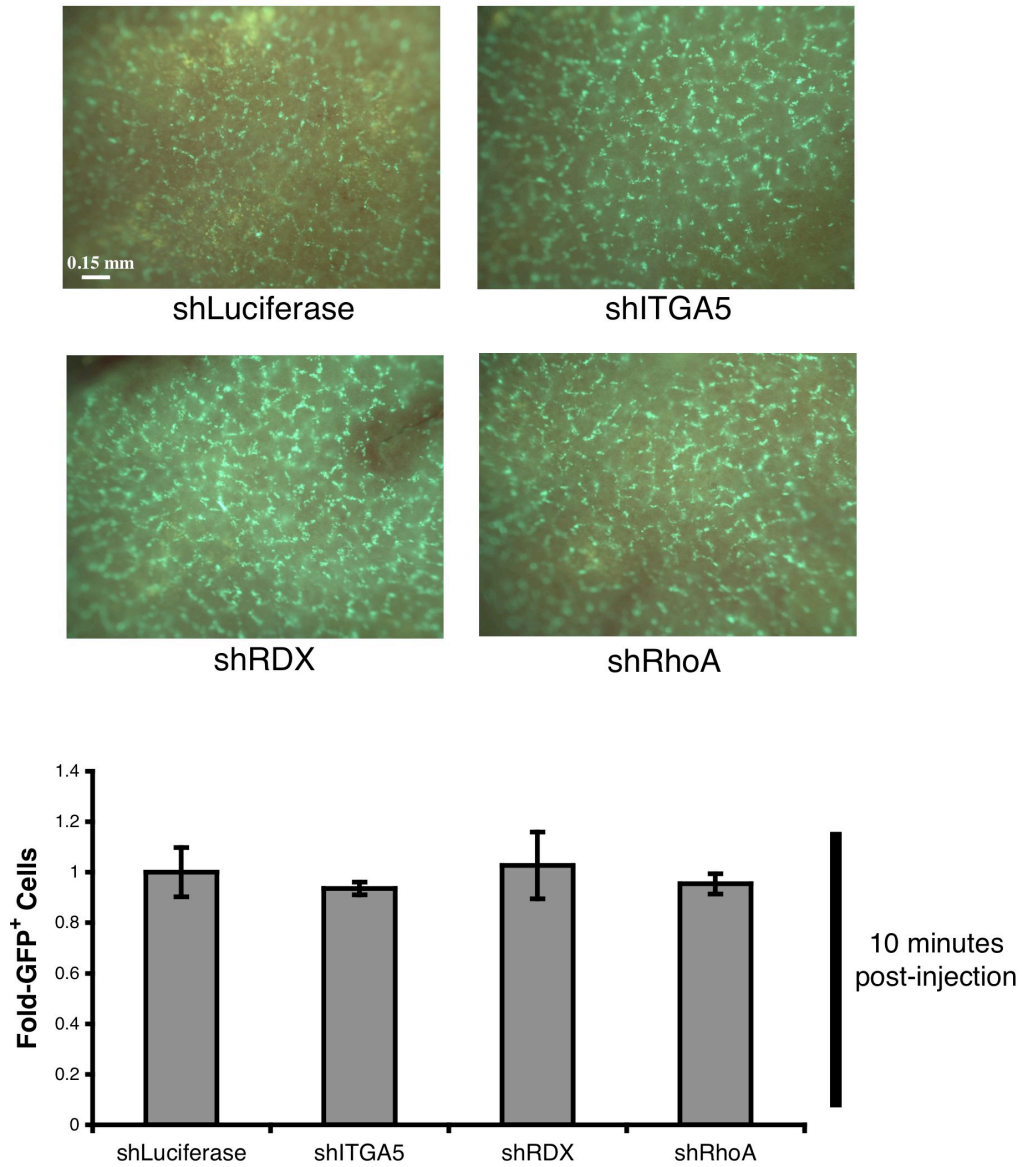 0.15 mm
shLuciferase
shITGA5
shRDX
shRhoA
1.4
1.2
1
0.8
0.6
0.4
0.2
0
Fold-GFP+ Cells
shLuciferase
shITGA5
shRDX
shRhoA
10 minutes
post-injection